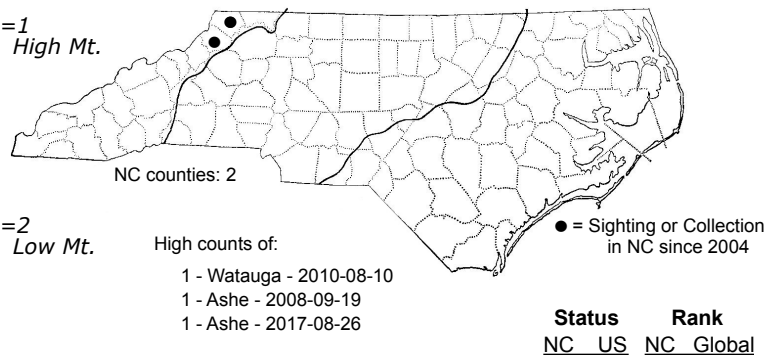 =1
High Mt.
NC counties: 2
=2
Low Mt.
High counts of:
1 - Watauga - 2010-08-10
1 - Ashe - 2008-09-19
1 - Ashe - 2017-08-26
● = Sighting or Collection
in NC since 2004
Status Rank
NC US NC Global